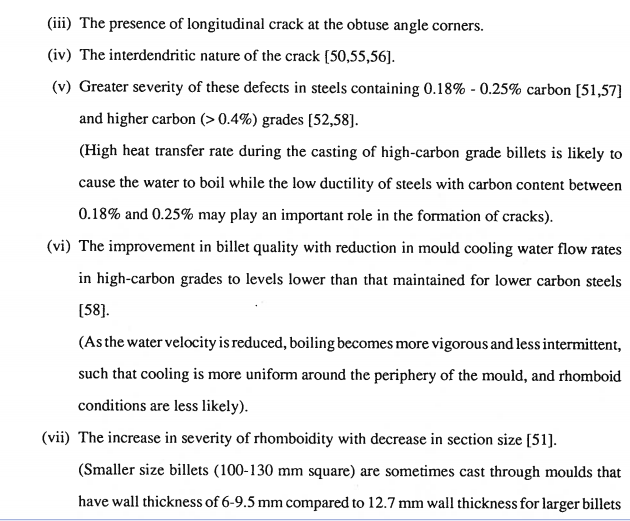 (iii) The presence of longitudinal crack at the obtuse angle corners.
(iv) The interdendritic nature of the crack [50,55,56].
(v) Greater severity of these defects in steels containing 0.18% - 0.25% carbon [51,57]
and higher carbon (> 0.4%) grades [52,58].
(High heat transfer rate during the casting of high-carbon grade billets is likely to
cause the water to boil while the low ductility of steels with carbon content between
0.18% and 0.25% may play an important role in the formation of cracks).
(vi) The improvement in billet quality with reduction in mould cooling water flow rates
in high-carbon grades to levels lower than that maintained for lower carbon steels
[58].
(As the water velocity is reduced, boiling becomes more vigorous and less intermittent,
such that cooling is more uniform around the periphery of the mould, and rhomboid
conditions are less likely).
(vii) The increase in severity of rhomboidity with decrease in section size [51].
(Smaller size billets (100-130 mm square) are sometimes cast through moulds that
have wall thickness of 6-9.5 mm compared to 12.7 mm wall thickness for larger billets